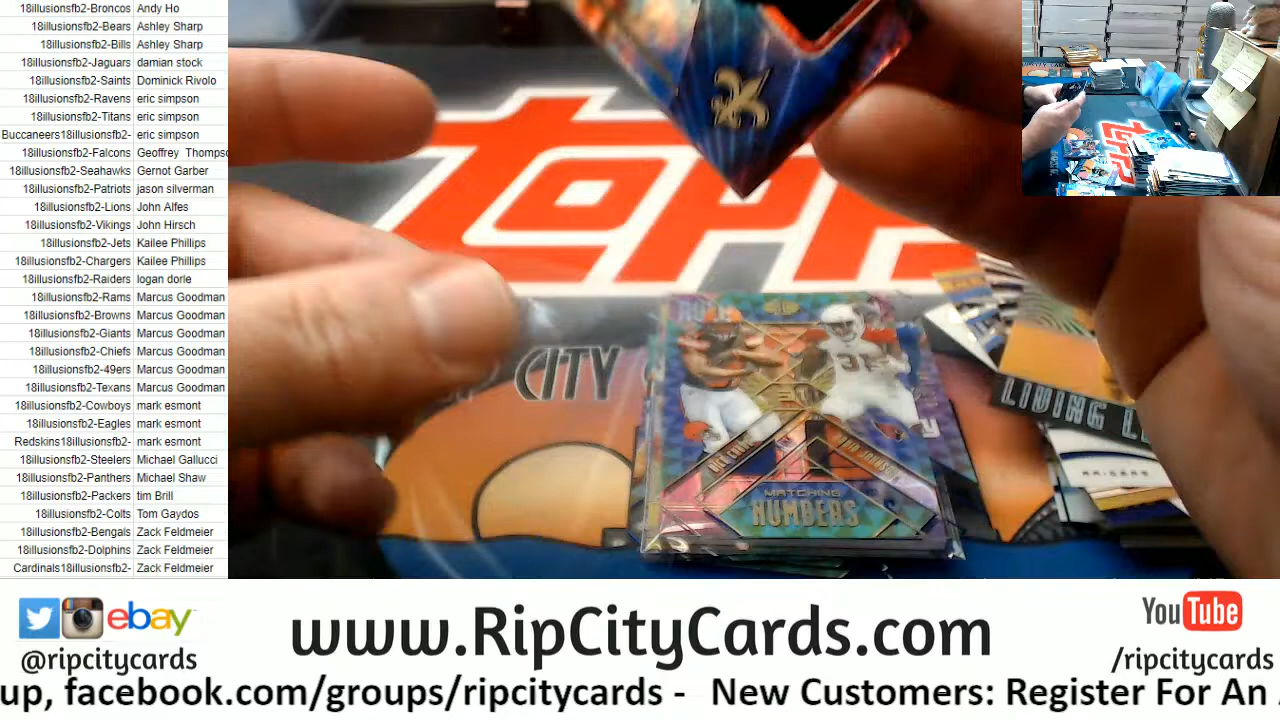 18illusionsfb2-Broncos Andy Ho
18illusionsfb2-Bears Ashley Sharp
18illusionsfb2-Bills Ashley Sharp
18illusionsfb2-Jaguars damian stock
18illusionsfb2-Saints Dominick Rivolo
18illusionsfb2-Ravens eric simpson
18illusionsfb2-Titans eric simpson
Buccaneers18illusionsfb2- eric simpson
18illusionsfb2-Falcons Geoffrey Thompso
18illusionsfb2-Seahawks Gernot Garber
18illusionsfb2-Patriots jason silverman
18illusionsfb2-Lions John Alfes
18illusionsfb2-Vikings John Hirsch
18illusionsfb2-Jets Kailee Phillips
18illusionsfb2-Chargers Kailee Phillips
18illusionsfb2-Raiders logan dorle
18illusionsfb2-Rams Marcus Goodman
18illusionsfb2-Browns Marcus Goodman
18illusionsfb2-Giants Marcus Goodman
18illusionsfb2-Chiefs Marcus Goodman
18illusionsfb2-49ers Marcus Goodman
18illusionsfb2-Texans Marcus Goodman
18illusionsfb2-Cowboys mark esmont
18illusionsfb2-Eagles mark esmont
Redskins18illusionsfb2- mark esmont
18illusionsfb2-Steelers Michael Gallucci
18illusionsfb2-Panthers Michael Shaw
18illusionsfb2-Packers tim Brill
18illusionsfb2-Colts Tom Gaydos
18illusionsfb2-Bengals Zack Feldmeier
18illusionsfb2-Dolphins Zack Feldmeier
Cardinals18illusionsfb2- Zack Feldmeier
topp
topp
CITY
31
MATCHING
NUMBERS
LIVING L
ebay
@ripcitycards
www.RipCityCards.com
YouTube
/ripcitycards
up, facebook.com/groups/ripcitycards - New Customers: Register For An